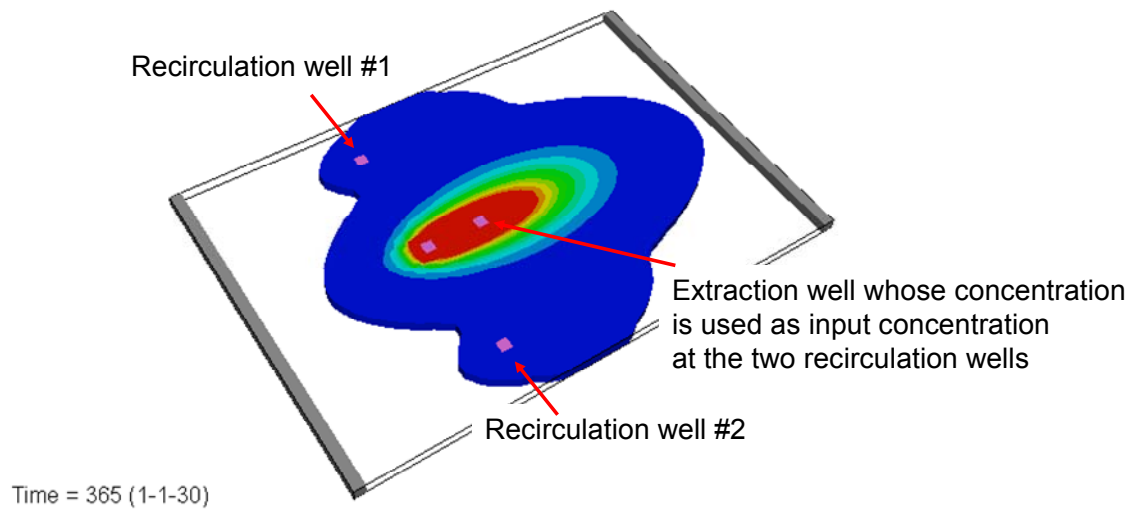 Recirculation well #1
Extraction well whose concentration
is used as input concentration
at the two recirculation wells
Recirculation well #2
Time = 365 (1-1-30)